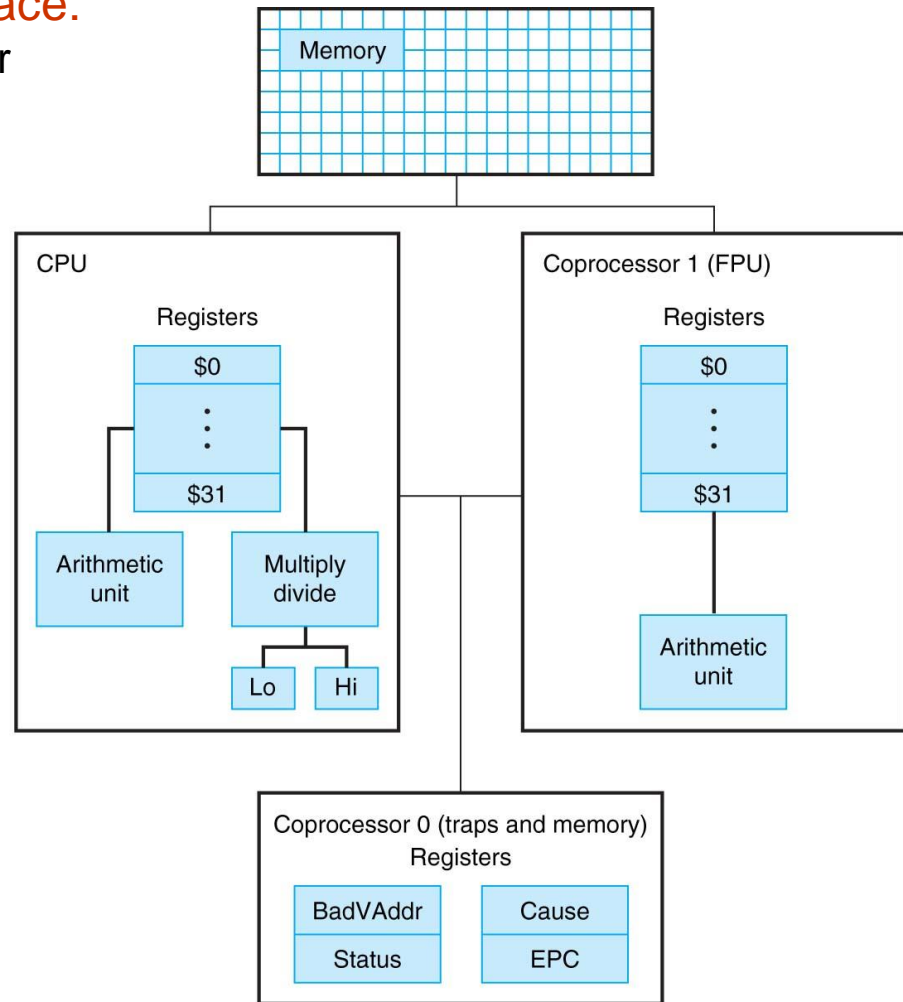 ace.
r
Memory
CPU
Registers
$0
$31
Arithmetic
unit
Multiply
divide
Lo
Hi
Coprocessor 1 (FPU)
Registers
$0
$31
Arithmetic
unit
Coprocessor 0 (traps and memory)
Registers
BadVAddr
Cause
Status
EPC